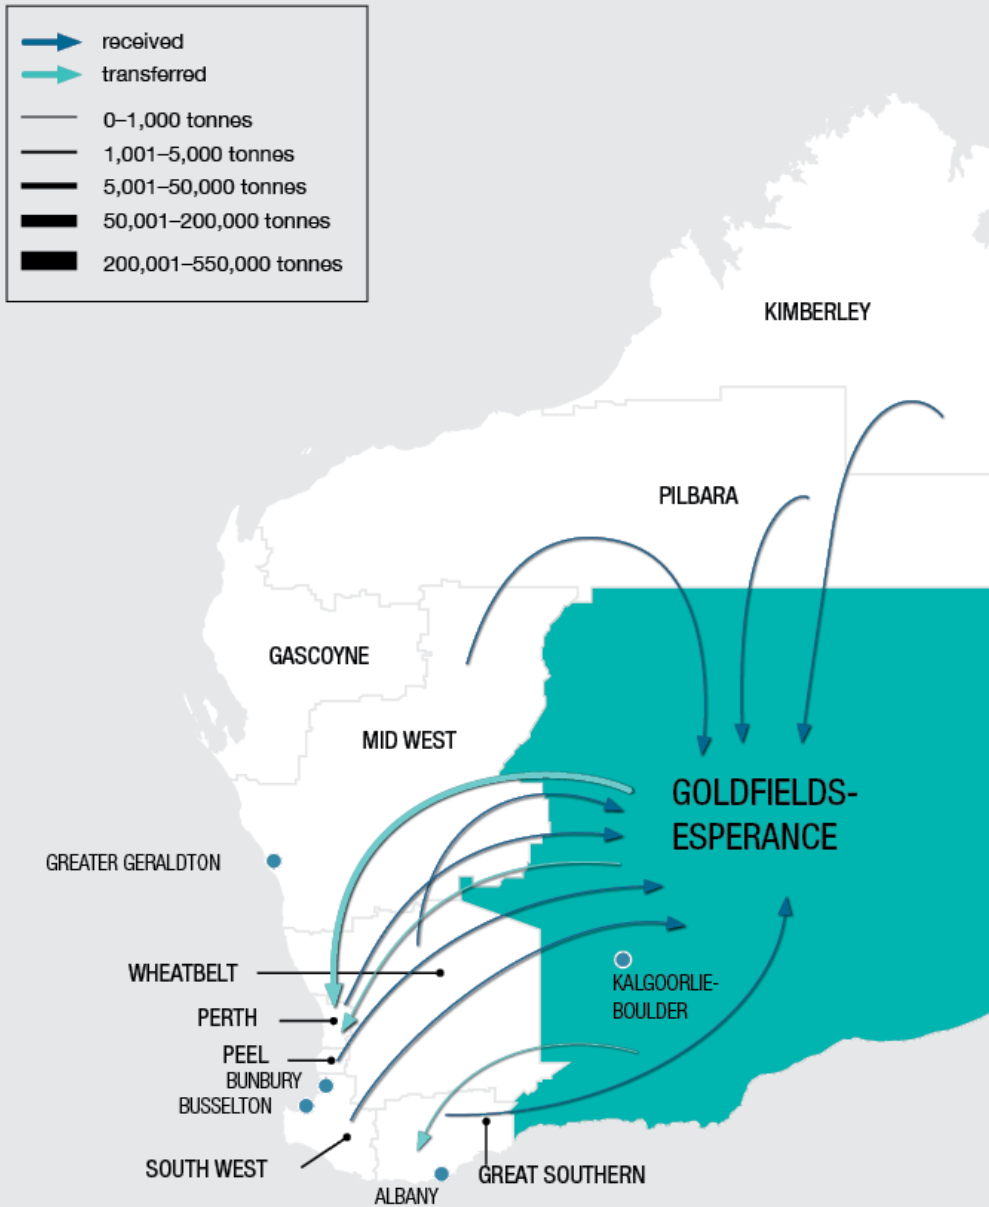 received
transferred
0–1,000 tonnes
1,001–5,000 tonnes
5,001–50,000 tonnes
50,001–200,000 tonnes
200,001–550,000 tonnes
KIMBERLEY
PILBARA
GASCOYNE
MID WEST
GOLDFIELDS-
ESPERANCE
GREATER GERALDTON
WHEATBELT
KALGOORLIE-
BOULDER
PERTH
PEEL
BUNBURY
BUSSELTON
SOUTH WEST
GREAT SOUTHERN
ALBANY